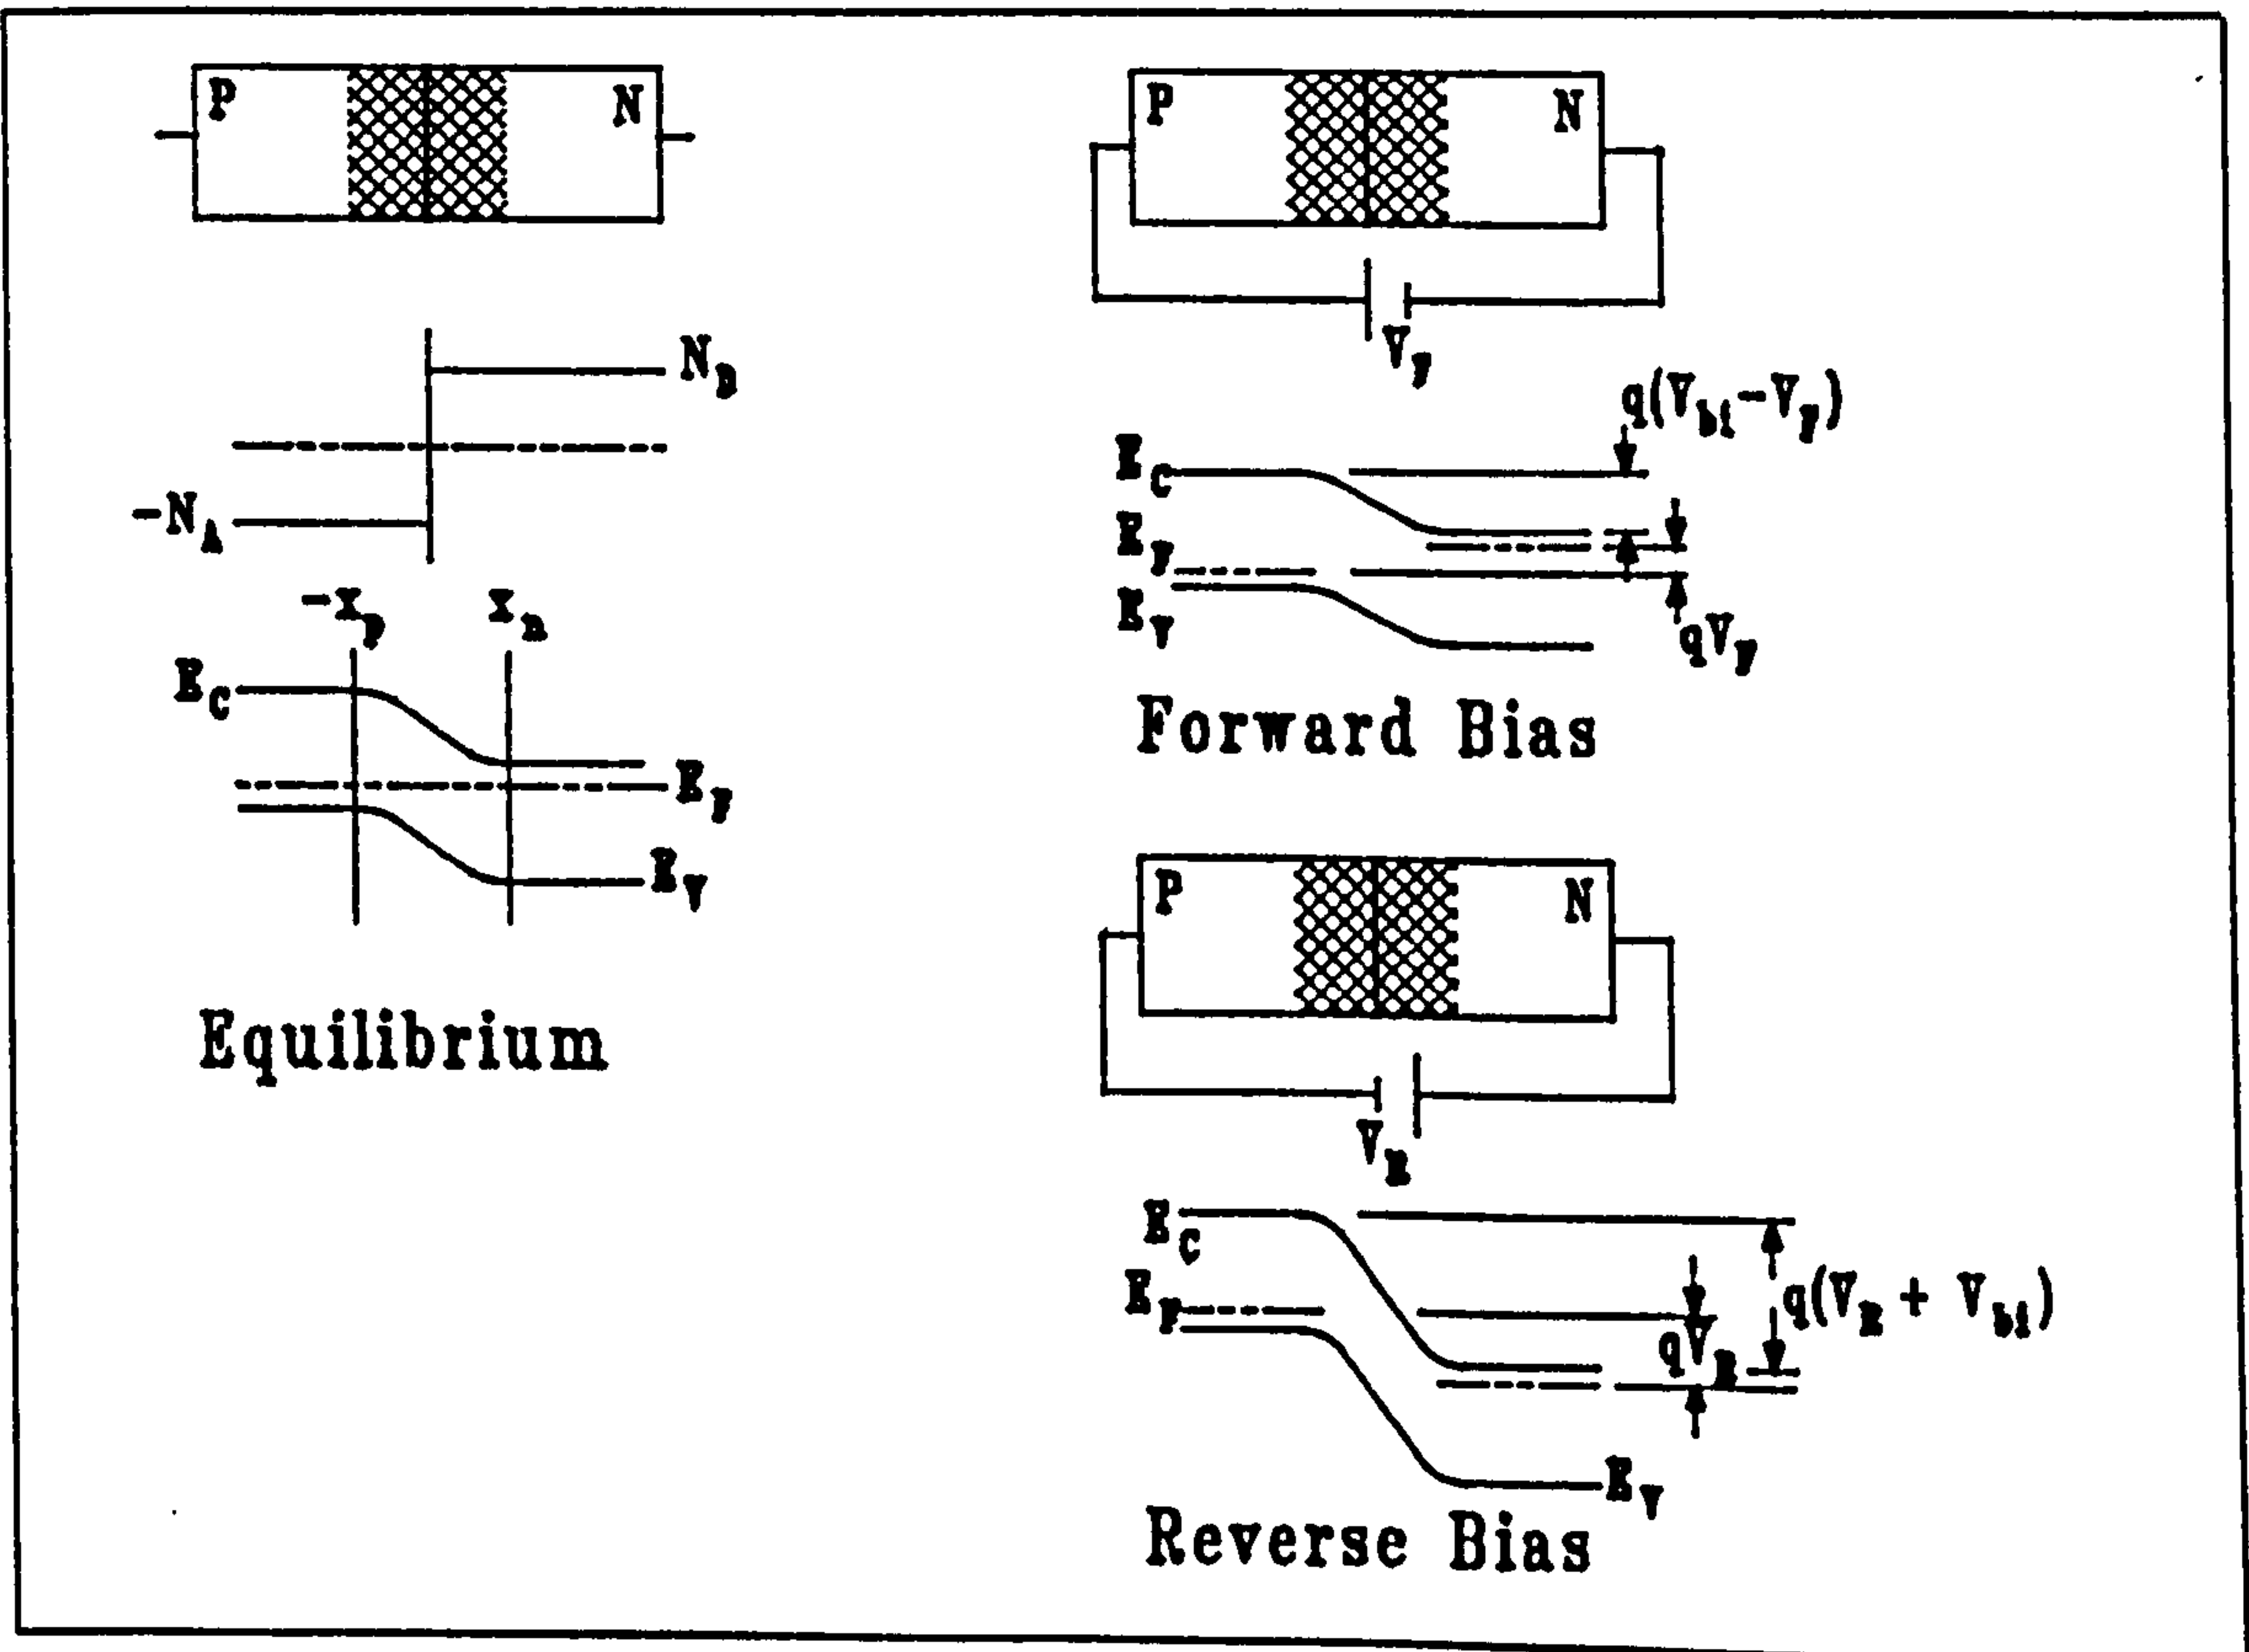 P N
N_D
-N_A
-x_p x_n
E_C
E_F
E_V
Equilibrium
P N
V_F
q(V_bi-V_F)
E_C
E_F
E_V
qV_F
Forward Bias
P N
V_R
E_C
E_F
q(V_R + V_bi)
qV_R
E_V
Reverse Bias